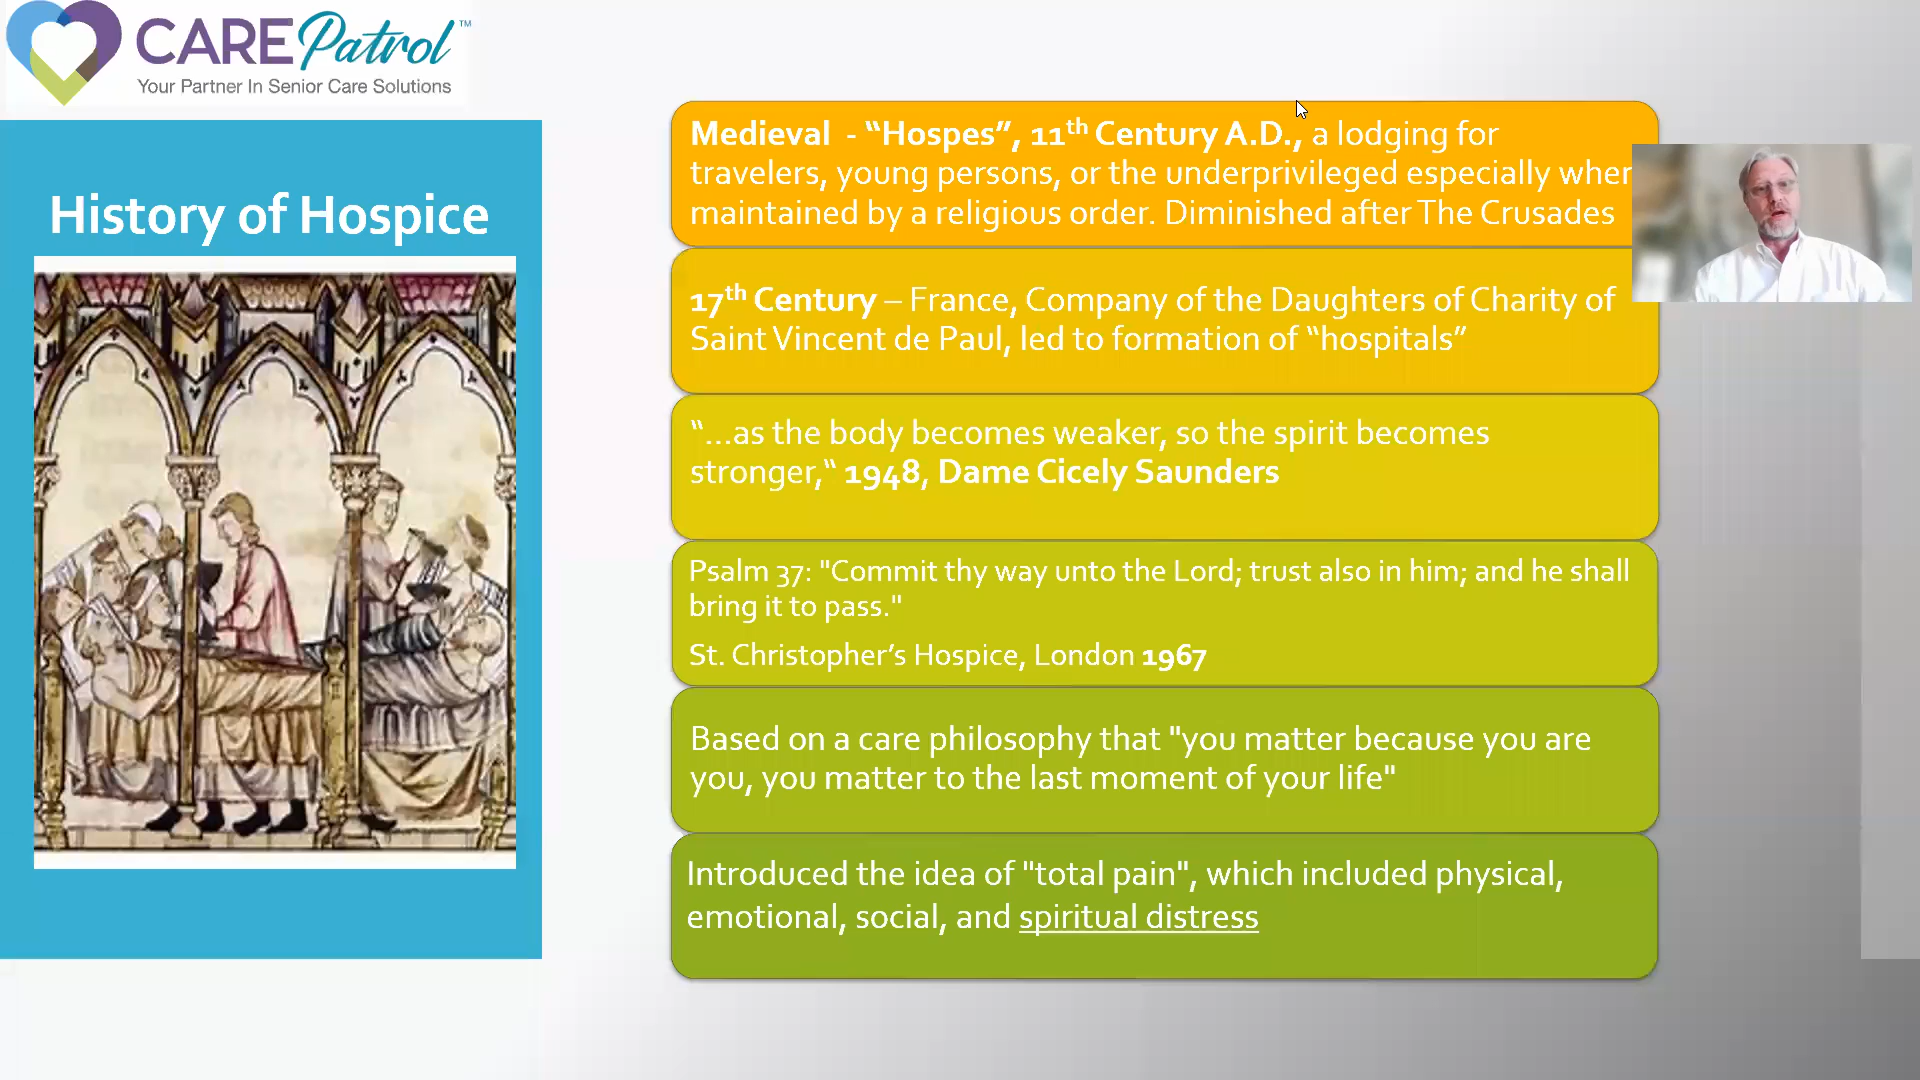 CAREPatrol™
Your Partner In Senior Care Solutions
History of Hospice
Medieval - “Hospes”, 11th Century A.D., a lodging for
travelers, young persons, or the underprivileged especially
maintained by a religious order. Diminished after The Crusades
17th Century – France, Company of the Daughters of Charity of
Saint Vincent de Paul, led to formation of “hospitals”
“...as the body becomes weaker, so the spirit becomes
stronger,“ 1948, Dame Cicely Saunders
Psalm 37: "Commit thy way unto the Lord; trust also in him; and he shall
bring it to pass."
St. Christopher’s Hospice, London 1967
Based on a care philosophy that "you matter because you are
you, you matter to the last moment of your life"
Introduced the idea of "total pain", which included physical,
emotional, social, and spiritual distress